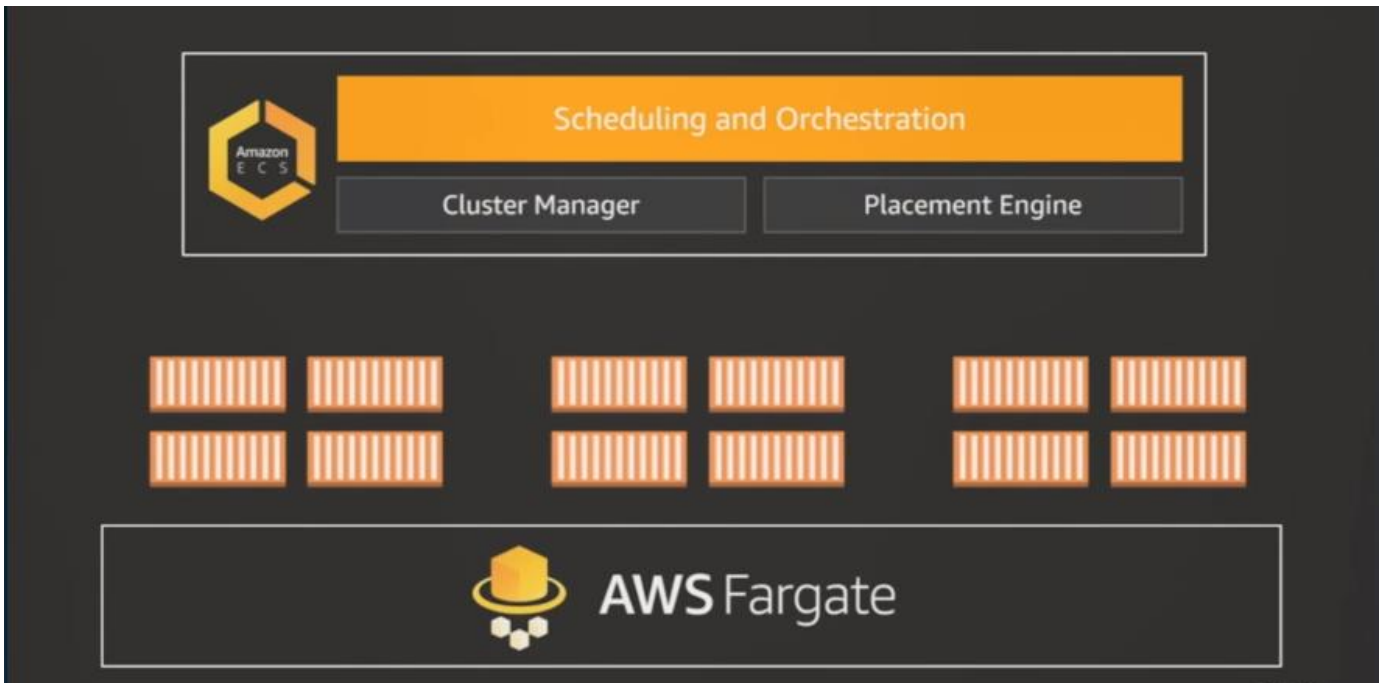 Scheduling and Orchestration
Amazon
E C S
Cluster Manager
Placement Engine
AWS Fargate